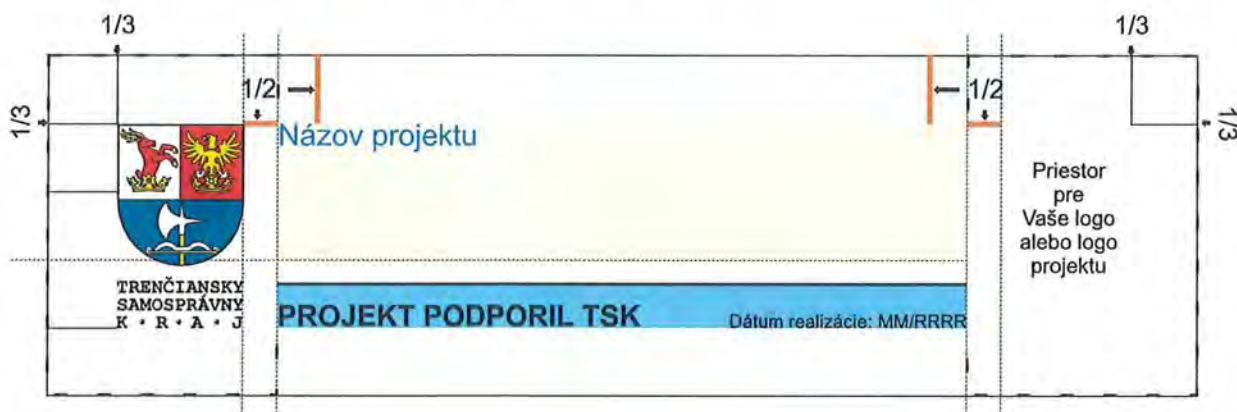 1/3
1/3
1/2
1/2
1/3
1/3
Názov projektu
Priestor
pre
Vaše logo
alebo logo
projektu
TRENČIANSKY
SAMOSPRÁVNY
K • R • A • J
PROJEKT PODPORIL TSK
Dátum realizácie: MM/RRRR